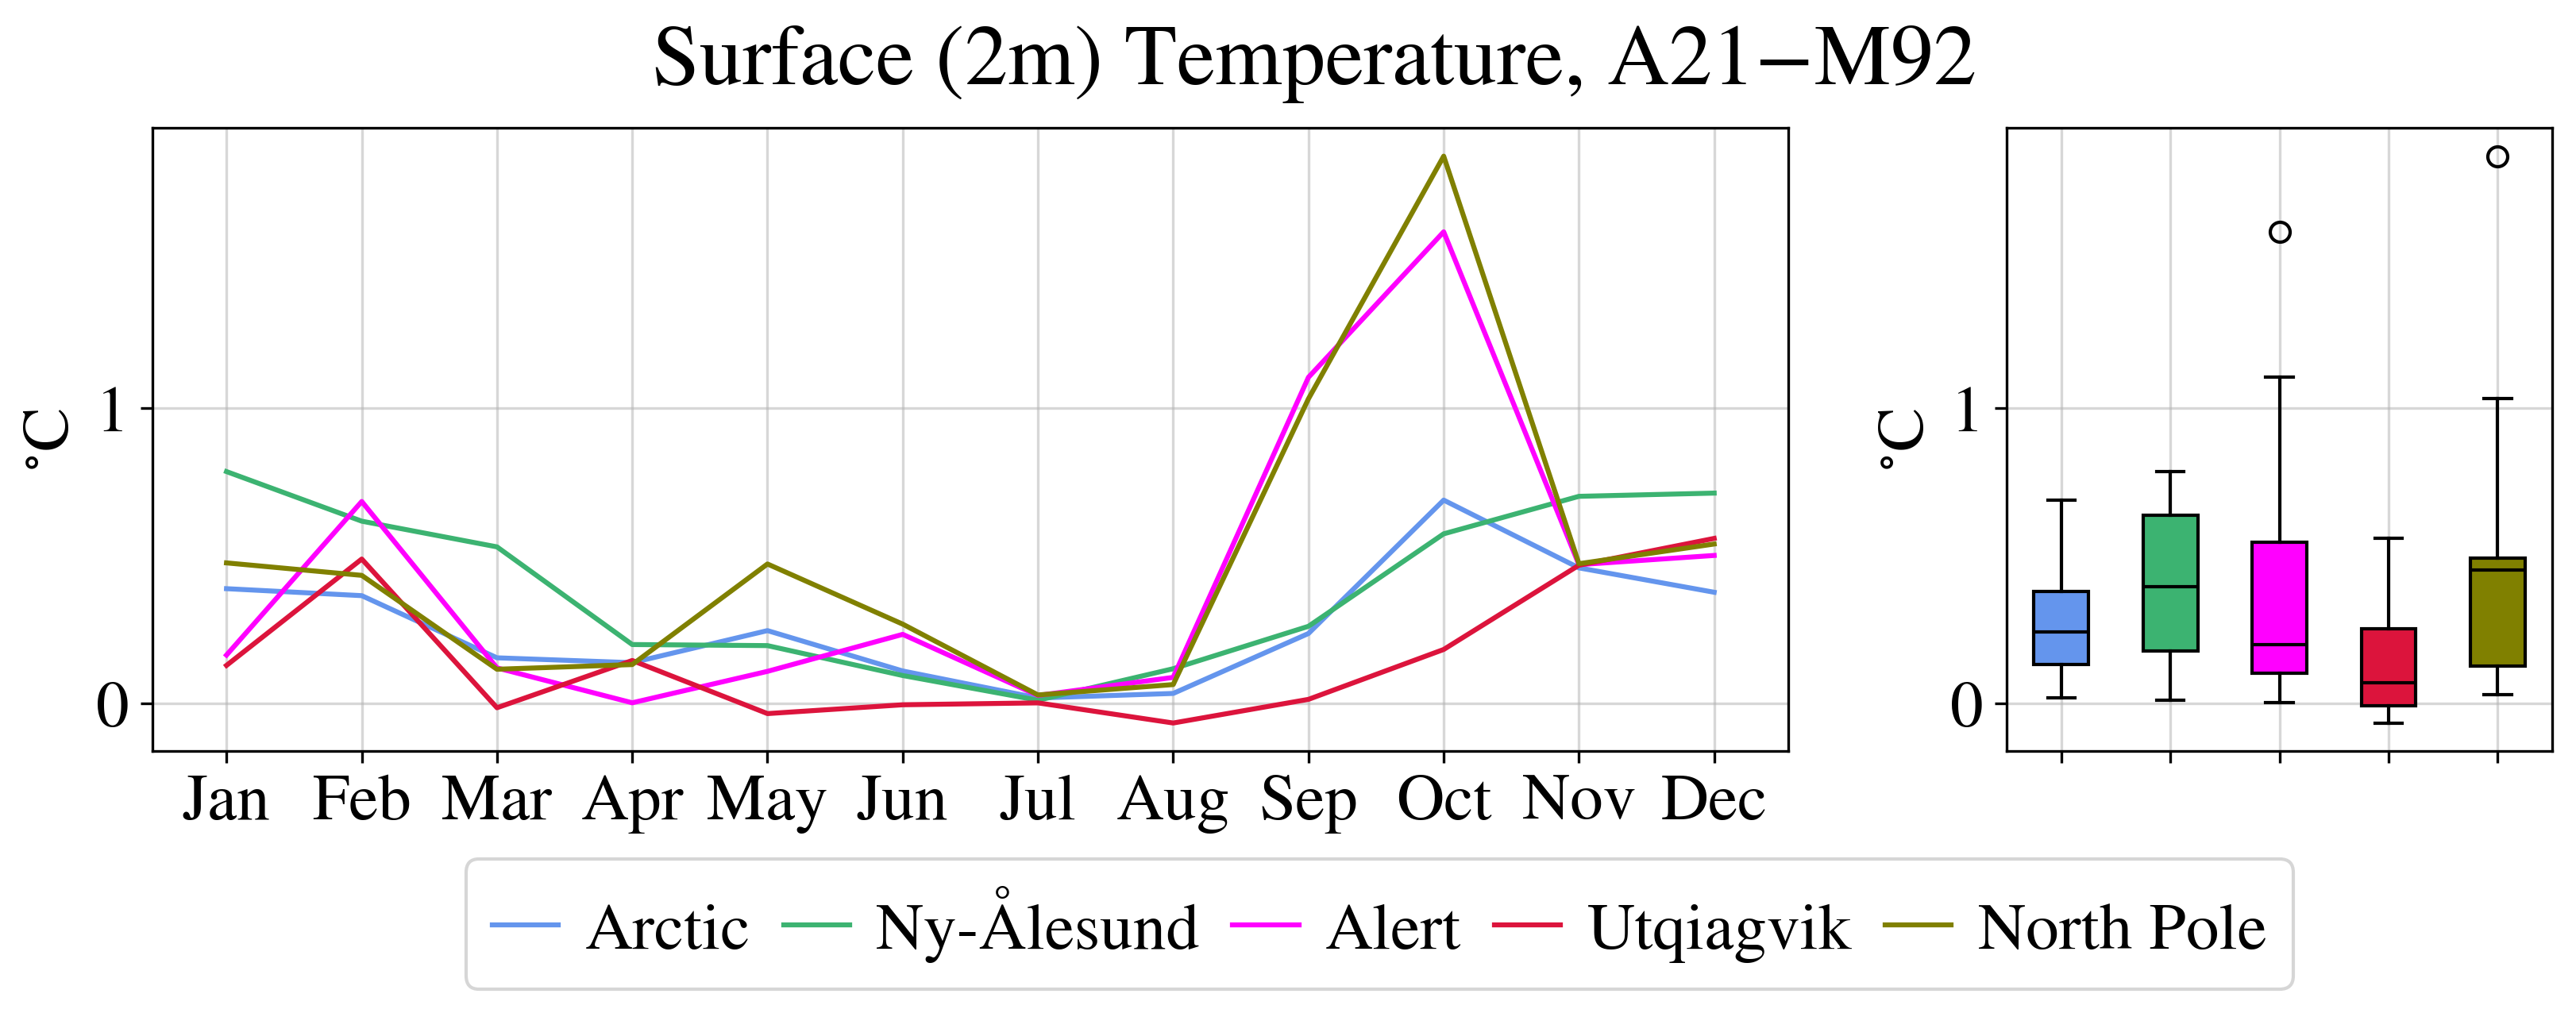 Surface (2m) Temperature, A21−M92
°C
1
0
Jan Feb Mar Apr May Jun Jul Aug Sep Oct Nov Dec
°C
1
0
Arctic Ny-Ålesund Alert Utqiagvik North Pole